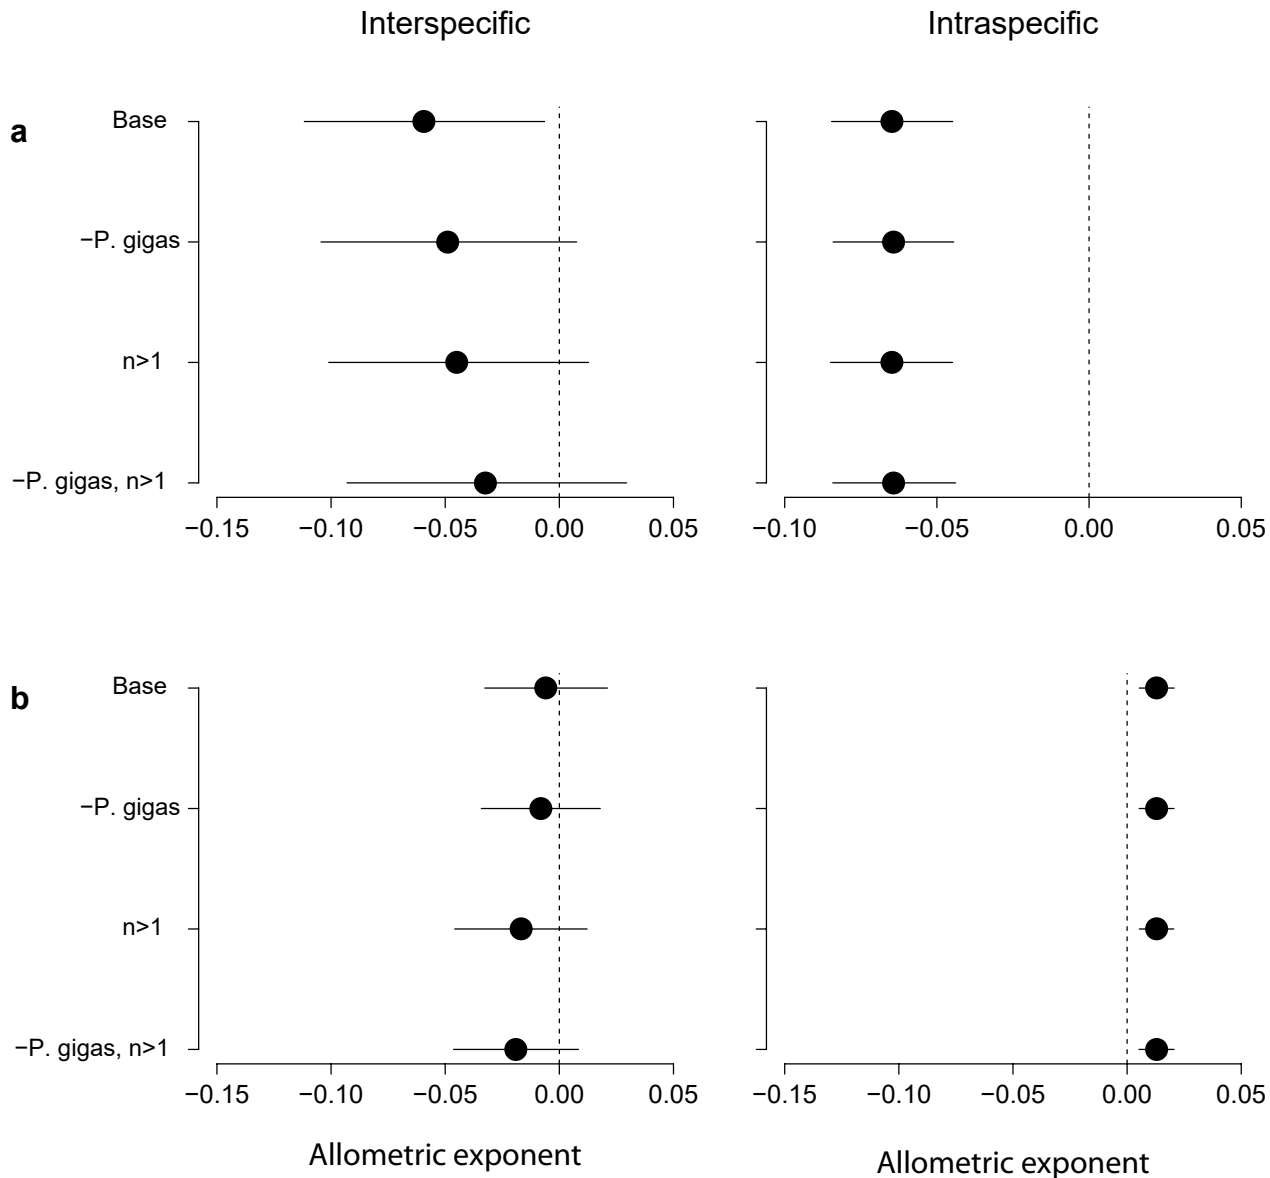 Interspecific Intraspecific
a
Base
−P. gigas
n>1
−P. gigas, n>1
−0.15 −0.10 −0.05 0.00 0.05 −0.10 −0.05 0.00 0.05
b
Base
−P. gigas
n>1
−P. gigas, n>1
−0.15 −0.10 −0.05 0.00 0.05 −0.15 −0.10 −0.05 0.00 0.05
Allometric exponent Allometric exponent